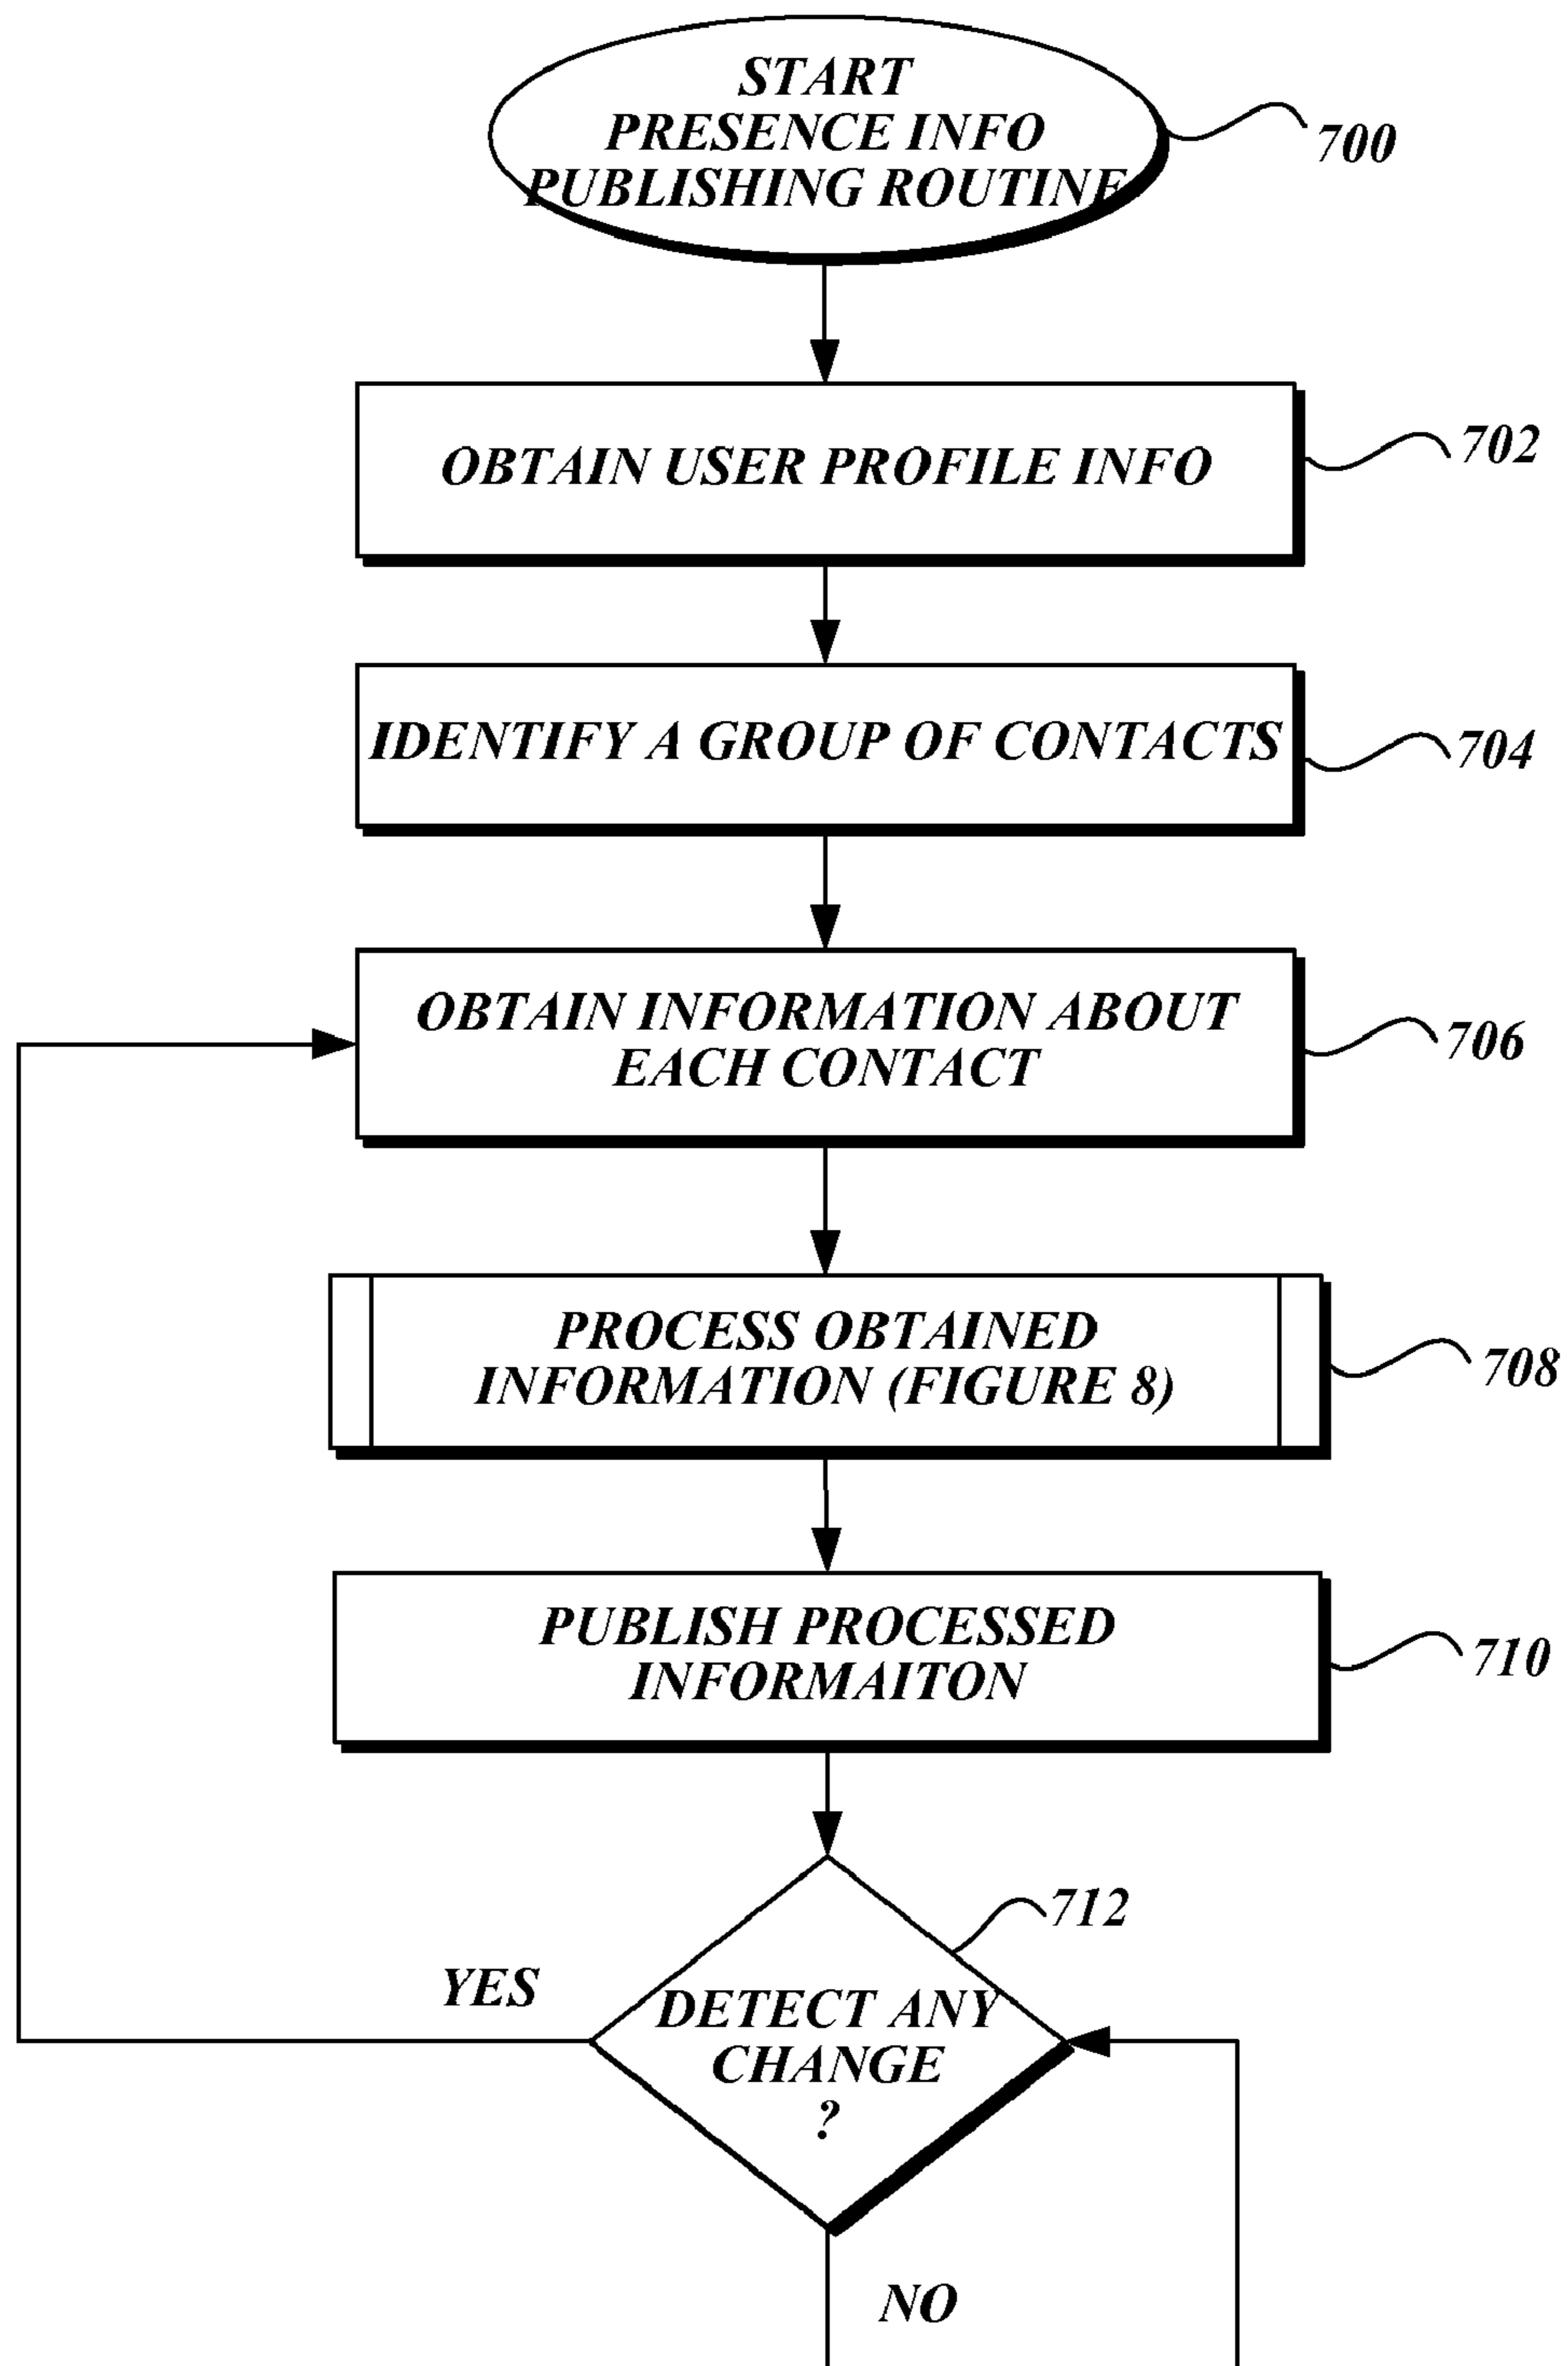 START
PRESENCE INFO
PUBLISHING ROUTINE
700
OBTAIN USER PROFILE INFO
702
IDENTIFY A GROUP OF CONTACTS
704
OBTAIN INFORMATION ABOUT
EACH CONTACT
706
PROCESS OBTAINED
INFORMATION (FIGURE 8)
708
PUBLISH PROCESSED
INFORMAITON
710
712
YES
DETECT ANY
CHANGE
?
NO